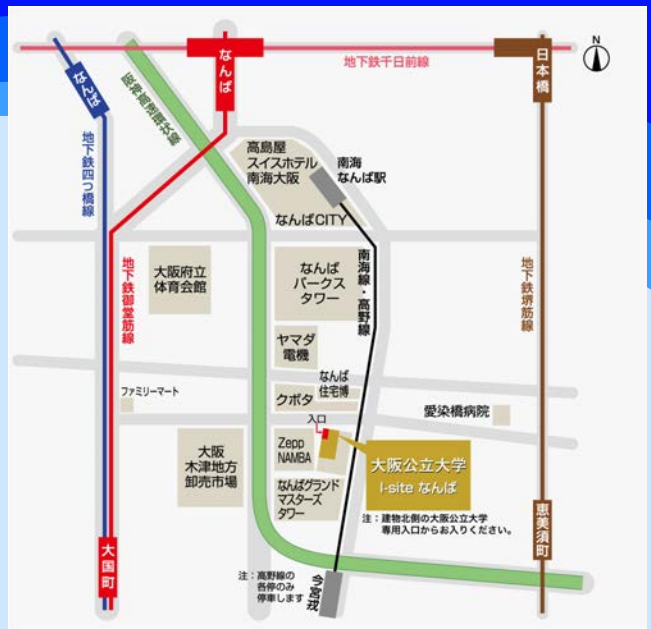 N
なんば
なんば
日本橋
地下鉄千日前線
阪神高速環状線
地下鉄四つ橋線
高島屋
スイスホテル
南海大阪
南海
なんば駅
なんばCITY
大阪府立
体育会館
なんば
パークス
タワー
南海線・高野線
地下鉄御堂筋線
地下鉄堺筋線
ヤマダ
電機
なんば
住宅博
ファミリーマート
クボタ
愛染橋病院
入口
大阪
木津地方
卸売市場
Zepp
NAMBA
大阪公立大学
I-site なんば
なんばグランド
マスターズ
タワー
注：建物北側の大阪公立大学
専用入口からお入りください。
恵美須町
大国町
注：高野線の
各停のみ
停車します
今宮戎